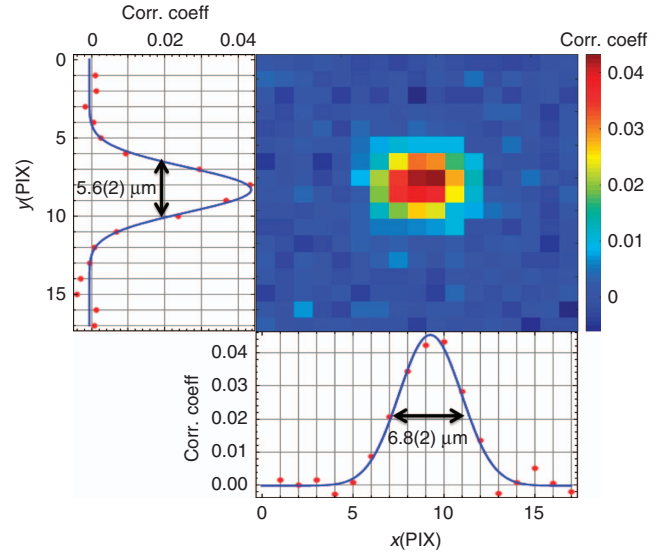 Corr. coeff
0 0.02 0.04
Corr. coeff
0
5
10
15
y(PIX)
5.6(2) μm
0.04
0.03
0.02
0.01
0
0.04
0.03
0.02
0.01
0.00
Corr. coeff
6.8(2) μm
0 5 10 15
x(PIX)